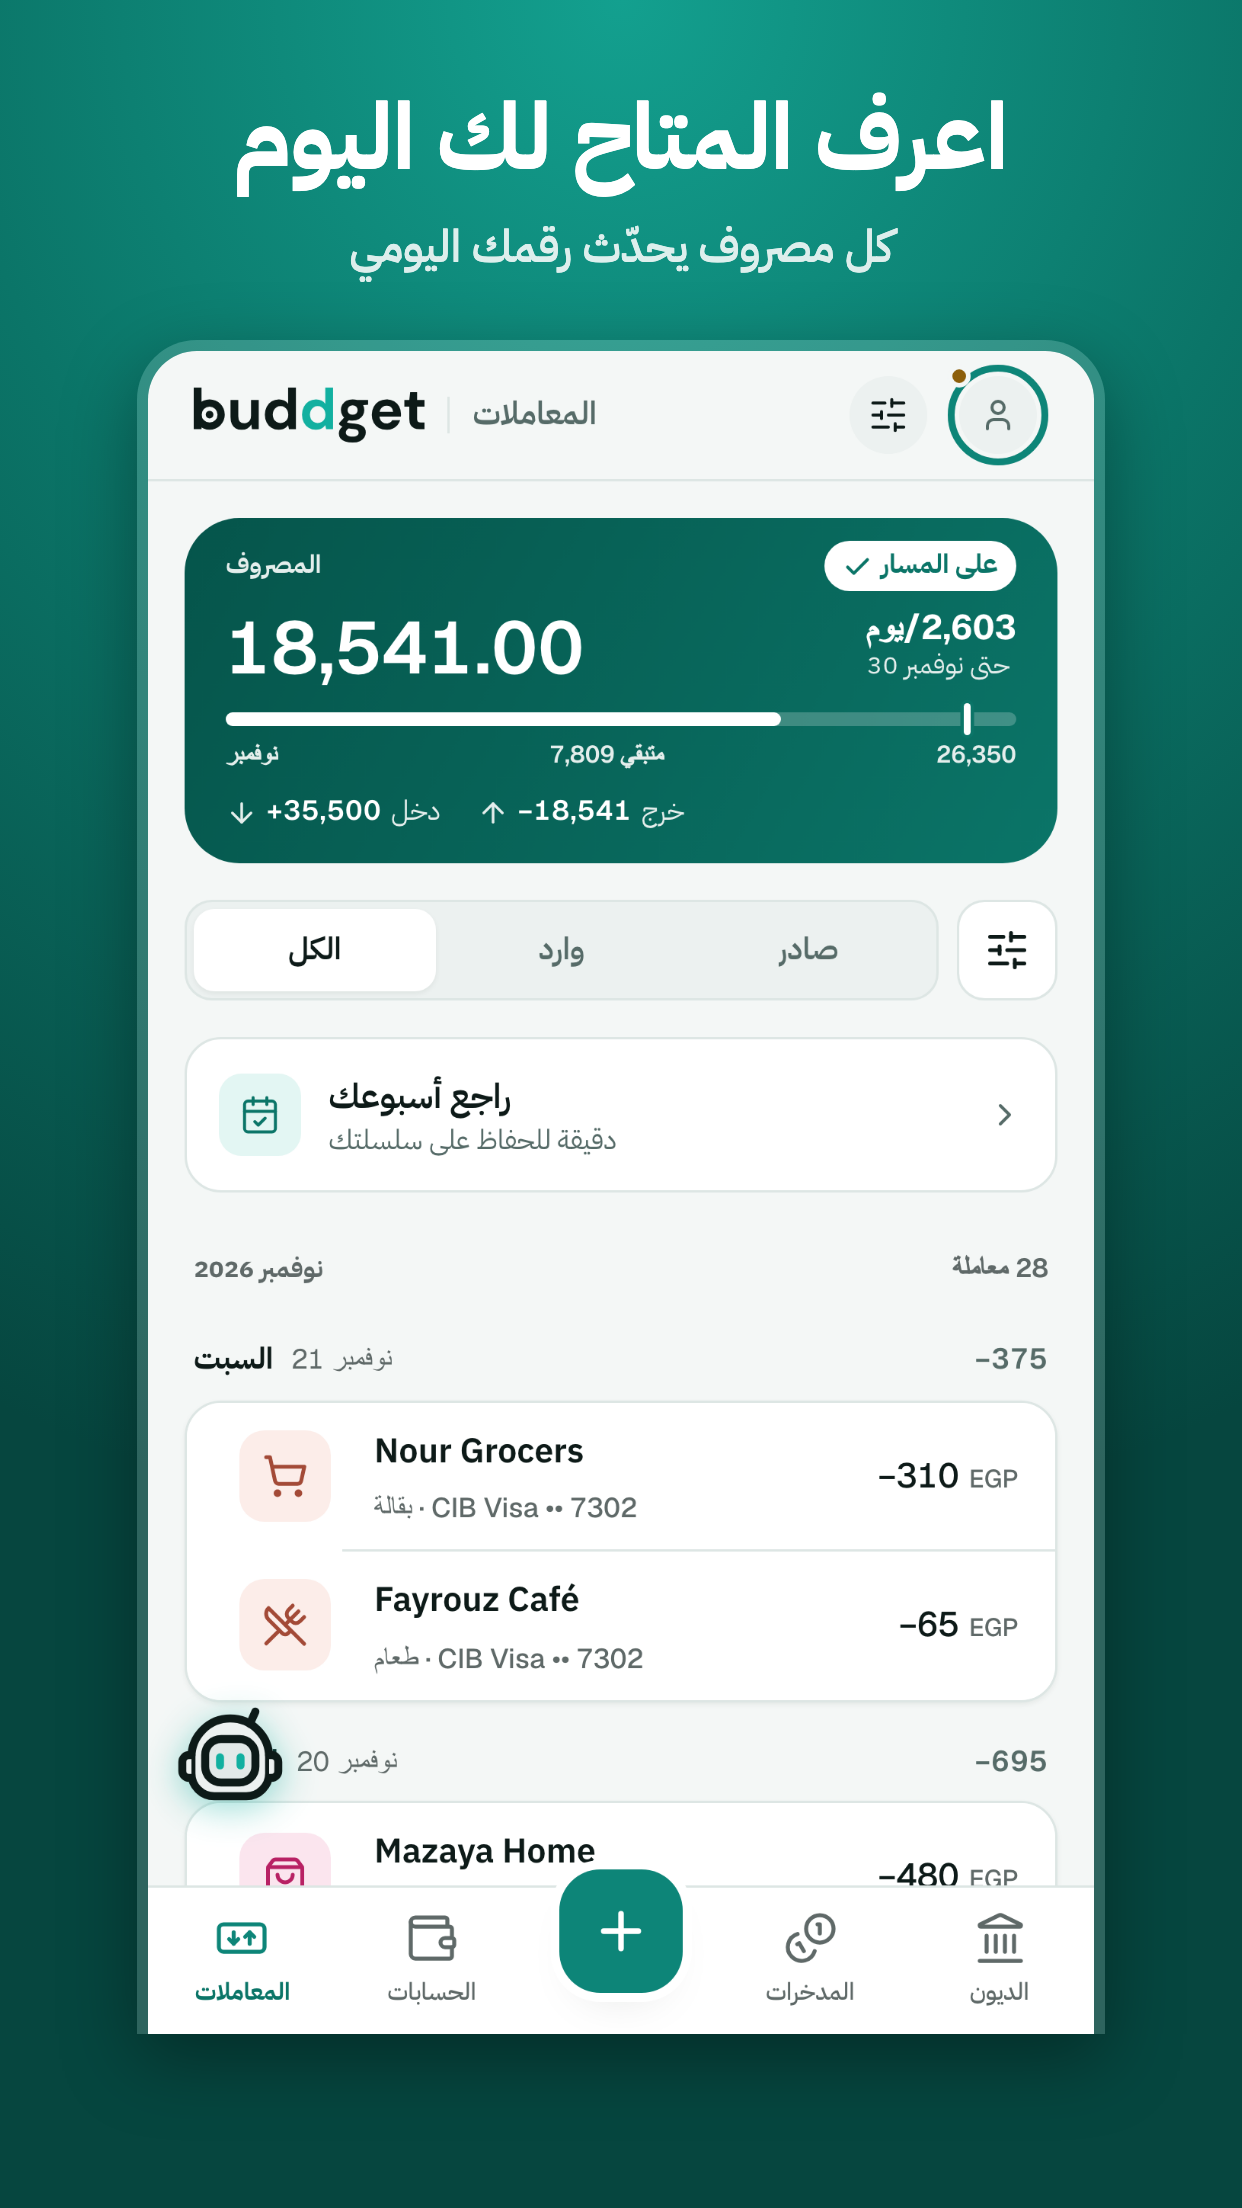 اعرف المتاح لك اليوم
كل مصروف يحدّث رقمك اليومي
buddget
المعاملات
المصروف
على المسار
18,541.00
2,603/يوم
حتى نوفمبر 30
نوفمبر
متبقي 7,809
26,350
+35,500 دخل
−18,541 خرج
الكل
وارد
صادر
راجع أسبوعك
دقيقة للحفاظ على سلسلتك
نوفمبر 2026
28 معاملة
السبت
21 نوفمبر
−375
Nour Grocers
−310 EGP
بقالة · CIB Visa •• 7302
Fayrouz Café
−65 EGP
طعام · CIB Visa •• 7302
20 نوفمبر
−695
Mazaya Home
−480 EGP
المعاملات
الحسابات
المدخرات
الديون